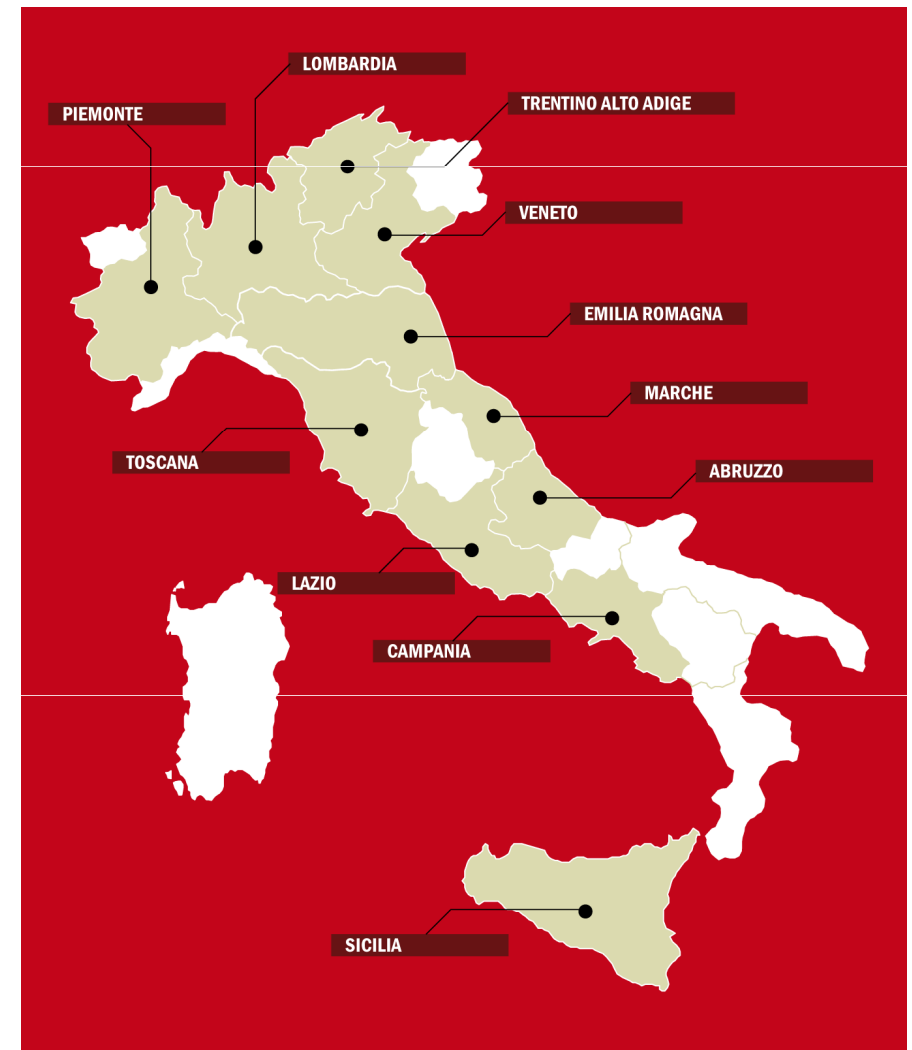 LOMBARDIA
TRENTINO ALTO ADIGE
PIEMONTE
VENETO
EMILIA ROMAGNA
MARCHE
TOSCANA
ABRUZZO
LAZIO
CAMPANIA
SICILIA